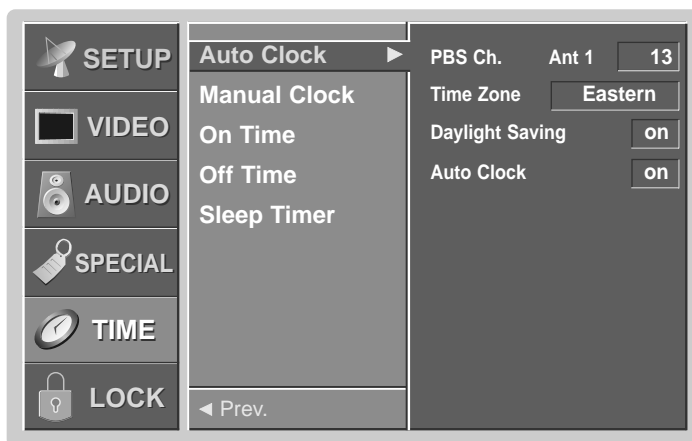 SETUP
VIDEO
AUDIO
SPECIAL
TIME
LOCK
Auto Clock ►
Manual Clock
On Time
Off Time
Sleep Timer
◄ Prev.
PBS Ch. Ant 1 13
Time Zone Eastern
Daylight Saving on
Auto Clock on